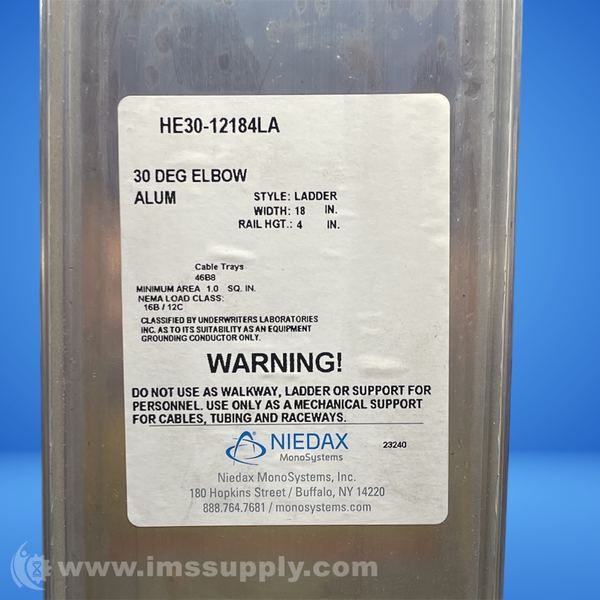 HE30-12184LA
30 DEG ELBOW
ALUM
STYLE: LADDER
WIDTH: 18 IN.
RAIL HGT.: 4 IN.
Cable Trays
46B8
MINIMUM AREA 1.0 SQ. IN.
NEMA LOAD CLASS:
16B / 12C
CLASSIFIED BY UNDERWRITERS LABORATORIES
INC. AS TO ITS SUITABILITY AS AN EQUIPMENT
GROUNDING CONDUCTOR ONLY.
WARNING!
DO NOT USE AS WALKWAY, LADDER OR SUPPORT FOR
PERSONNEL. USE ONLY AS A MECHANICAL SUPPORT
FOR CABLES, TUBING AND RACEWAYS.
NIEDAX
MonoSystems
23240
Niedax MonoSystems, Inc.
180 Hopkins Street / Buffalo, NY 14220
888.764.7681 / monosystems.com
www.imssupply.com